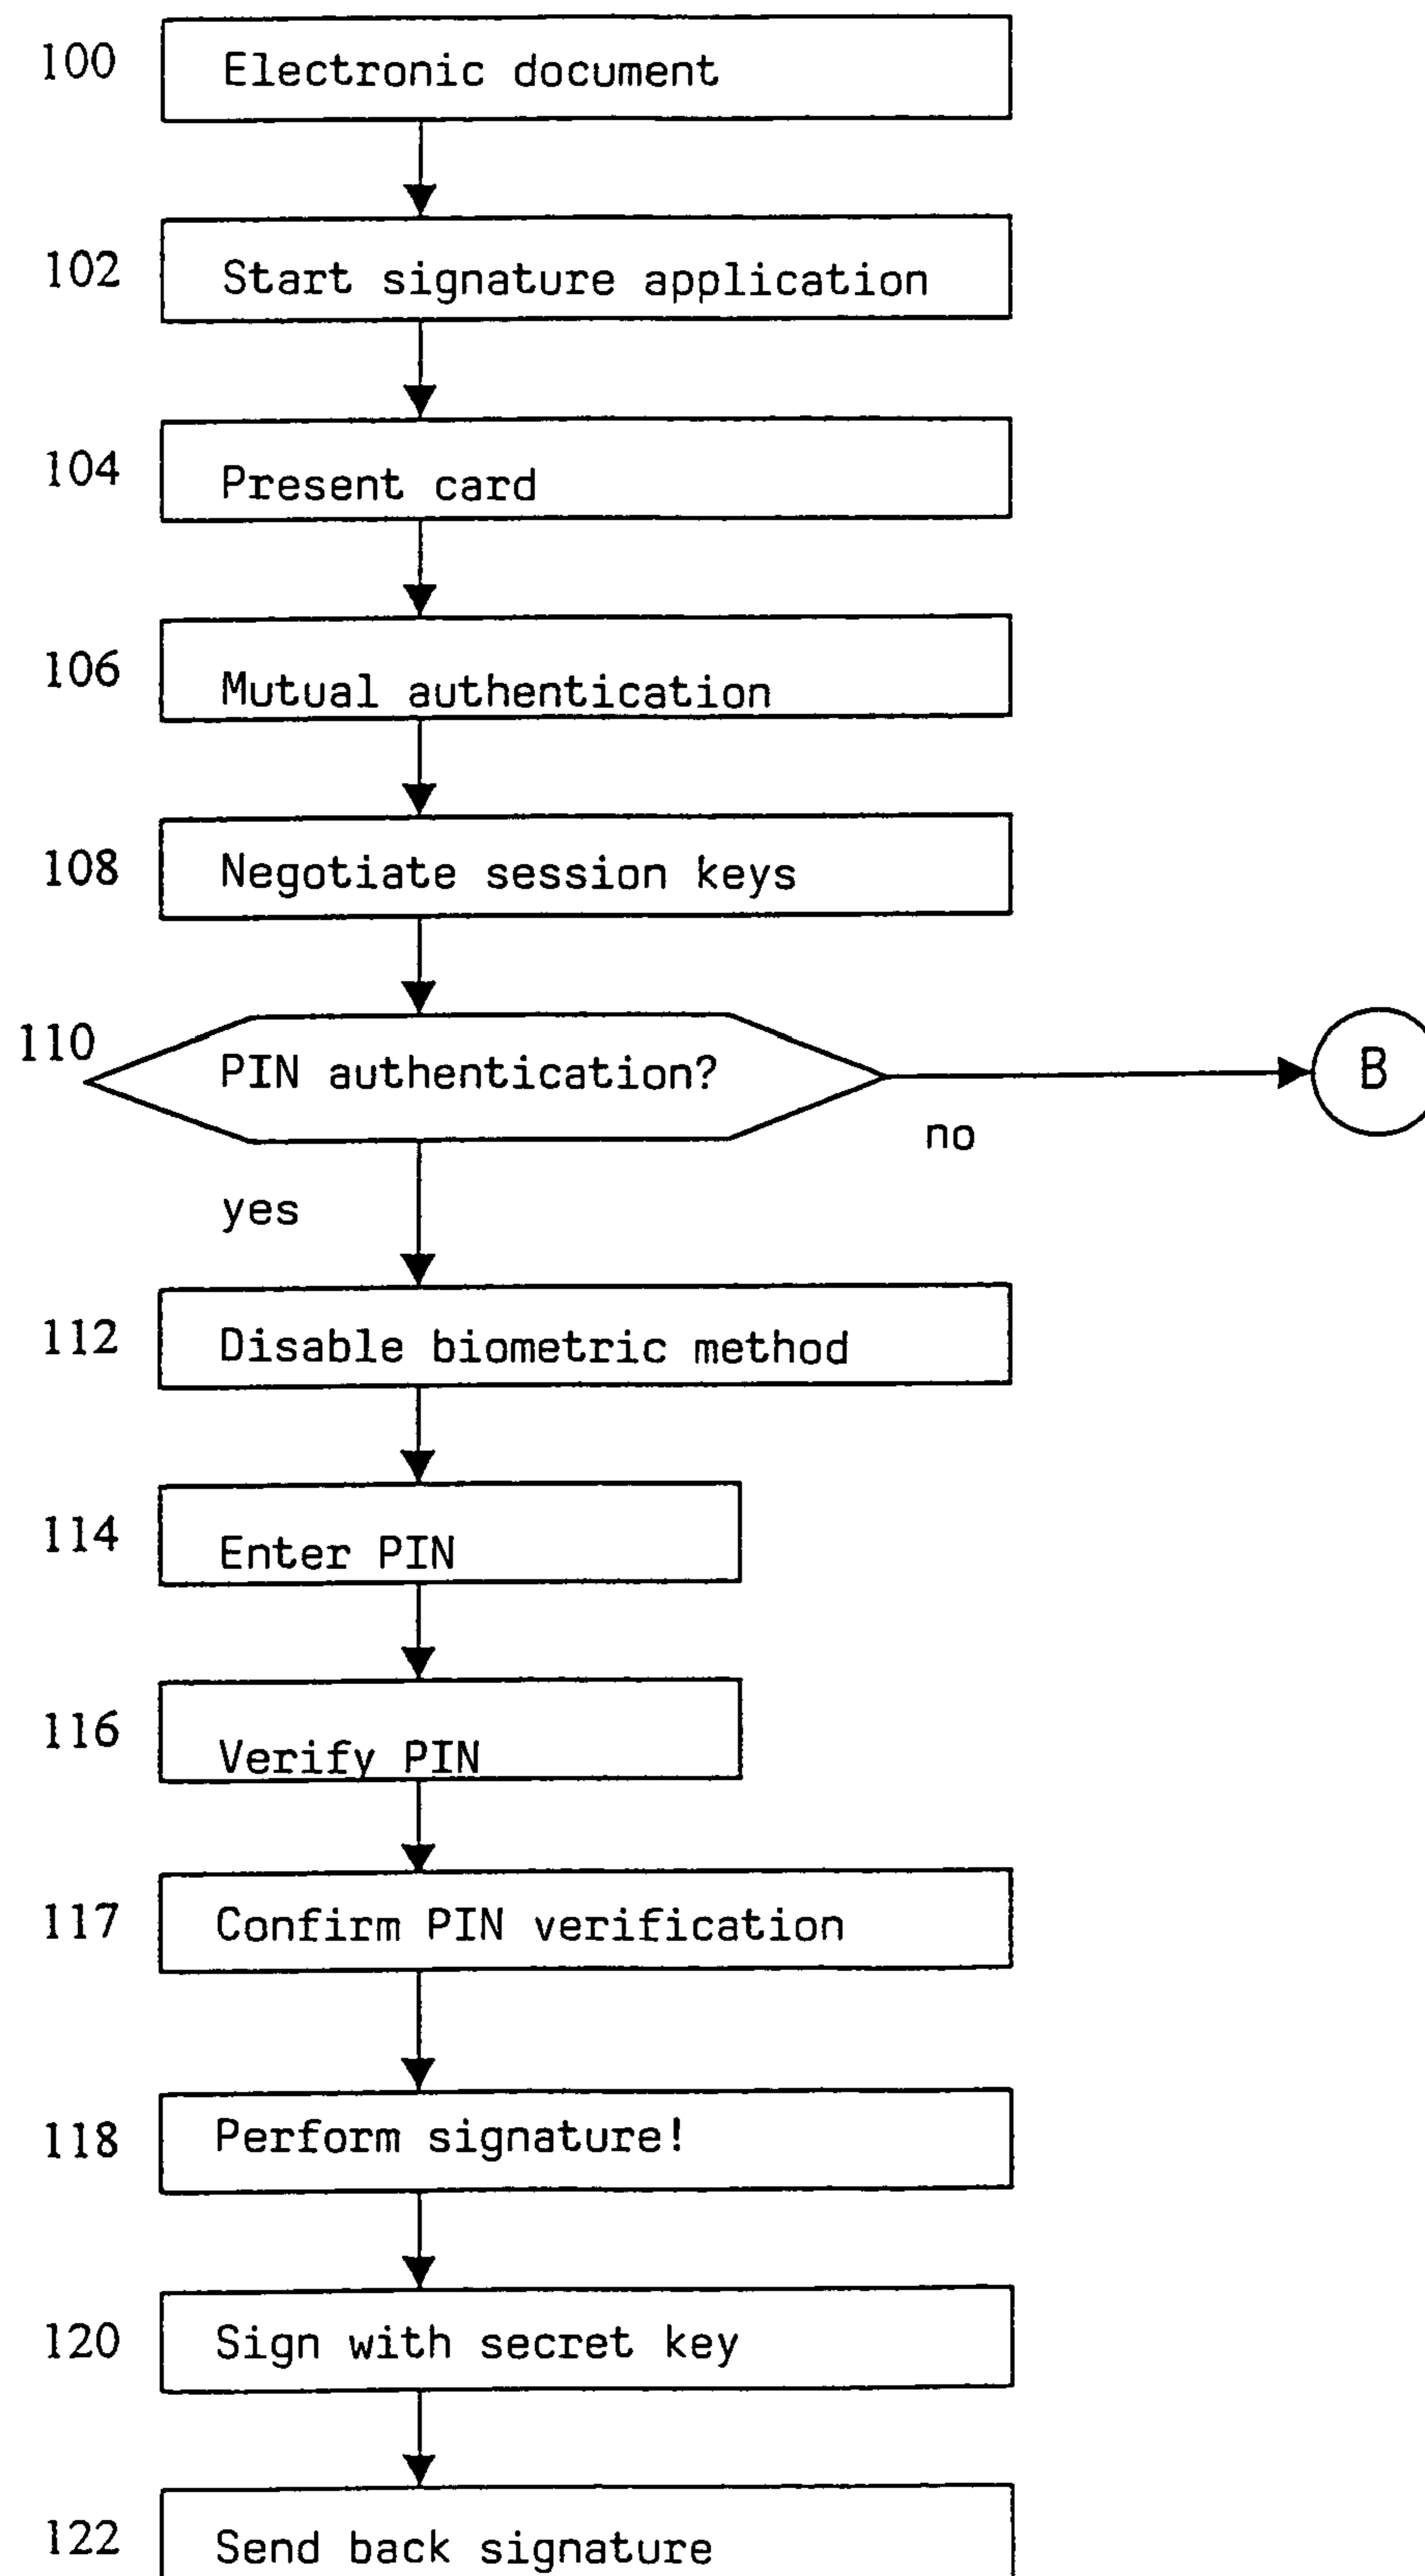 100 Electronic document
102 Start signature application
104 Present card
106 Mutual authentication
108 Negotiate session keys
110 PIN authentication? B
no
yes
112 Disable biometric method
114 Enter PIN
116 Verify PIN
117 Confirm PIN verification
118 Perform signature!
120 Sign with secret key
122 Send back signature